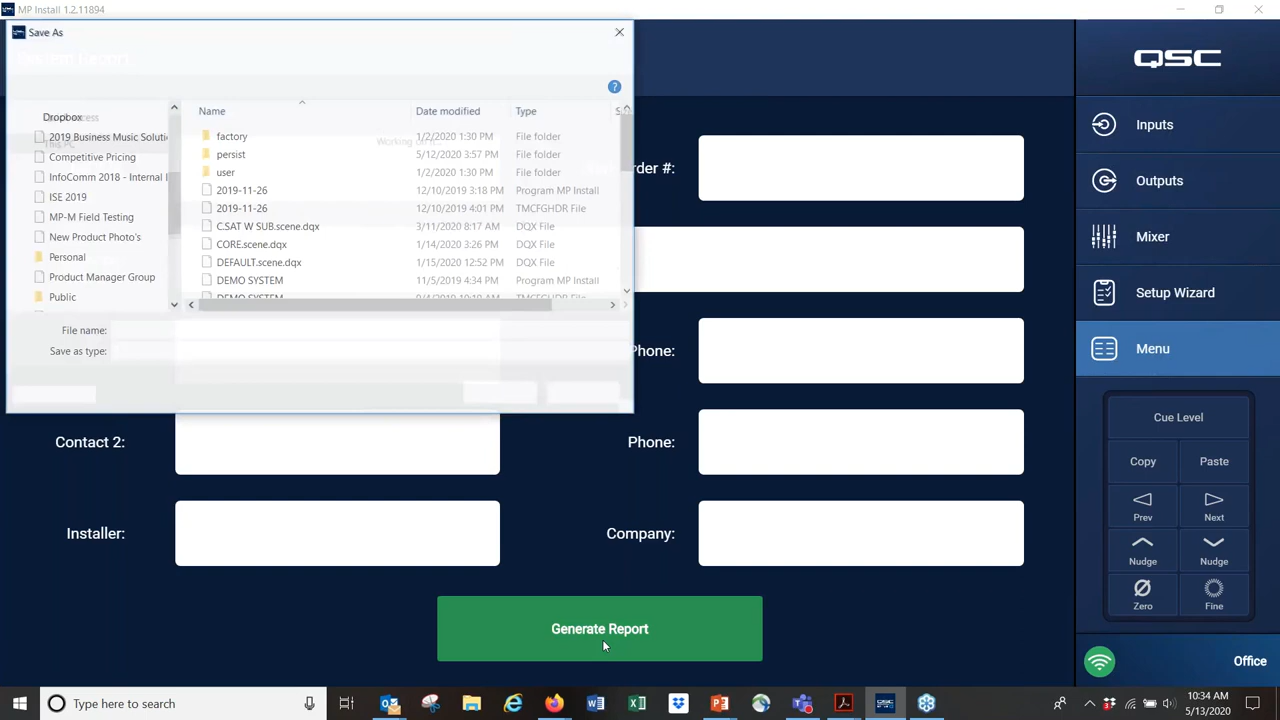 MP Install 1.2.11894
Save As
Name
Date modified
Type
Dropbox
2019 Business Music Soluti
Competitive Pricing
InfoComm 2018 - Internal
ISE 2019
MP-M Field Testing
New Product Photo's
Personal
Product Manager Group
Public
factory 1/2/2020 1:30 PM File folder
persist 5/12/2020 3:57 PM File folder
user 1/2/2020 1:30 PM File folder
2019-11-26 12/10/2019 3:18 PM Program MP Install
2019-11-26 12/10/2019 4:01 PM TMCFGHDR File
C.SAT W SUB.scene.dqx 3/11/2020 8:17 AM DQX File
CORE.scene.dqx 1/14/2020 3:26 PM DQX File
DEFAULT.scene.dqx 1/15/2020 12:52 PM DQX File
DEMO SYSTEM 11/5/2019 4:34 PM Program MP Install
DEMO SYSTEM
Working on it...
File name:
Save as type:
Order #:
Phone:
Contact 2:
Phone:
Installer:
Company:
Generate Report
QSC
Inputs
Outputs
Mixer
Setup Wizard
Menu
Cue Level
Copy Paste
Prev Next
Nudge Nudge
Zero Fine
Office
Type here to search
10:34 AM
5/13/2020